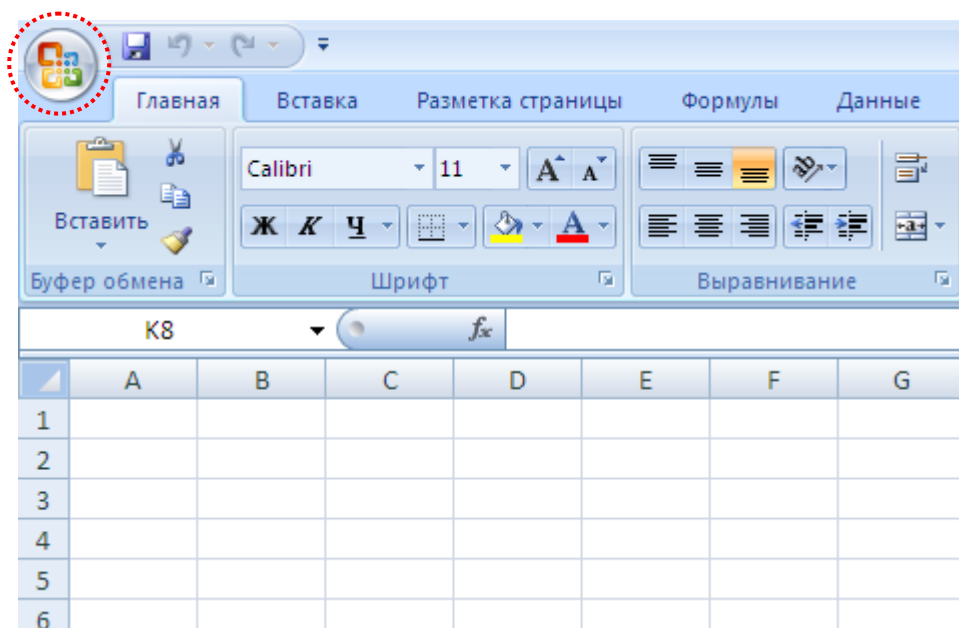 Главная Вставка Разметка страницы Формулы Данные
Calibri 11 A A
Вставить
Ж К Ч A
Буфер обмена Шрифт Выравнивание
K8 fx
A B C D E F G
1
2
3
4
5
6